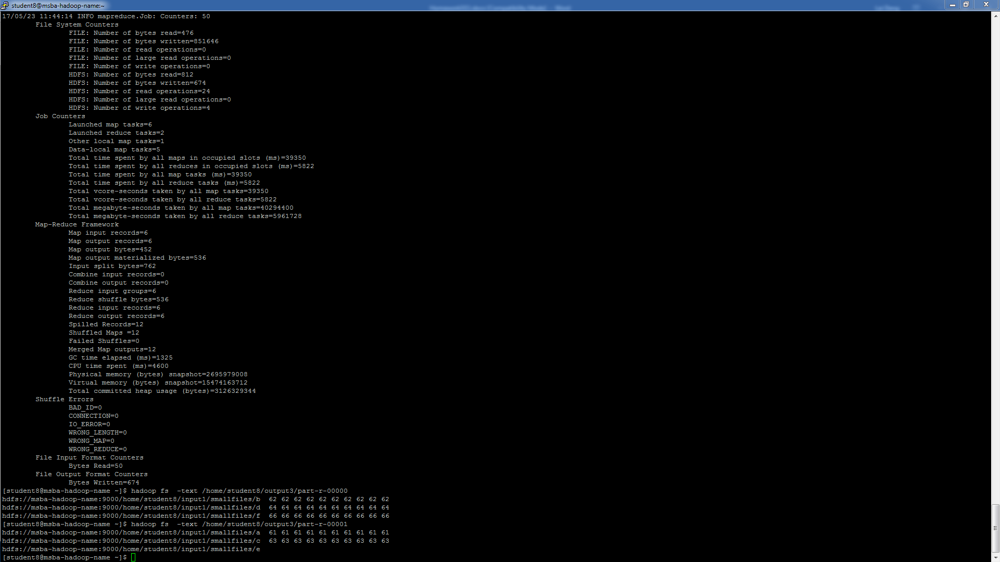 student8@msba-hadoop-name:~
17/05/23 11:44:14 INFO mapreduce.Job: Counters: 50
File System Counters
FILE: Number of bytes read=476
FILE: Number of bytes written=851646
FILE: Number of read operations=0
FILE: Number of large read operations=0
FILE: Number of write operations=0
HDFS: Number of bytes read=812
HDFS: Number of bytes written=674
HDFS: Number of read operations=24
HDFS: Number of large read operations=0
HDFS: Number of write operations=4
Job Counters
Launched map tasks=6
Launched reduce tasks=2
Other local map tasks=1
Data-local map tasks=5
Total time spent by all maps in occupied slots (ms)=39350
Total time spent by all reduces in occupied slots (ms)=5822
Total time spent by all map tasks (ms)=39350
Total time spent by all reduce tasks (ms)=5822
Total vcore-seconds taken by all map tasks=39350
Total vcore-seconds taken by all reduce tasks=5822
Total megabyte-seconds taken by all map tasks=40294400
Total megabyte-seconds taken by all reduce tasks=5961728
Map-Reduce Framework
Map input records=6
Map output records=6
Map output bytes=452
Map output materialized bytes=536
Input split bytes=762
Combine input records=0
Combine output records=0
Reduce input groups=6
Reduce shuffle bytes=536
Reduce input records=6
Reduce output records=6
Spilled Records=12
Shuffled Maps =12
Failed Shuffles=0
Merged Map outputs=12
GC time elapsed (ms)=1325
CPU time spent (ms)=4600
Physical memory (bytes) snapshot=2695979008
Virtual memory (bytes) snapshot=15474163712
Total committed heap usage (bytes)=3126329344
Shuffle Errors
BAD_ID=0
CONNECTION=0
IO_ERROR=0
WRONG_LENGTH=0
WRONG_MAP=0
WRONG_REDUCE=0
File Input Format Counters
Bytes Read=50
File Output Format Counters
Bytes Written=674
[student8@msba-hadoop-name ~]$ hadoop fs  -text /home/student8/output3/part-r-00000
hdfs://msba-hadoop-name:9000/home/student8/input1/smallfiles/b  62 62 62 62 62 62 62 62 62 62
hdfs://msba-hadoop-name:9000/home/student8/input1/smallfiles/d  64 64 64 64 64 64 64 64 64 64
hdfs://msba-hadoop-name:9000/home/student8/input1/smallfiles/f  66 66 66 66 66 66 66 66 66 66
[student8@msba-hadoop-name ~]$ hadoop fs  -text /home/student8/output3/part-r-00001
hdfs://msba-hadoop-name:9000/home/student8/input1/smallfiles/a  61 61 61 61 61 61 61 61 61 61
hdfs://msba-hadoop-name:9000/home/student8/input1/smallfiles/c  63 63 63 63 63 63 63 63 63 63
hdfs://msba-hadoop-name:9000/home/student8/input1/smallfiles/e
[student8@msba-hadoop-name ~]$